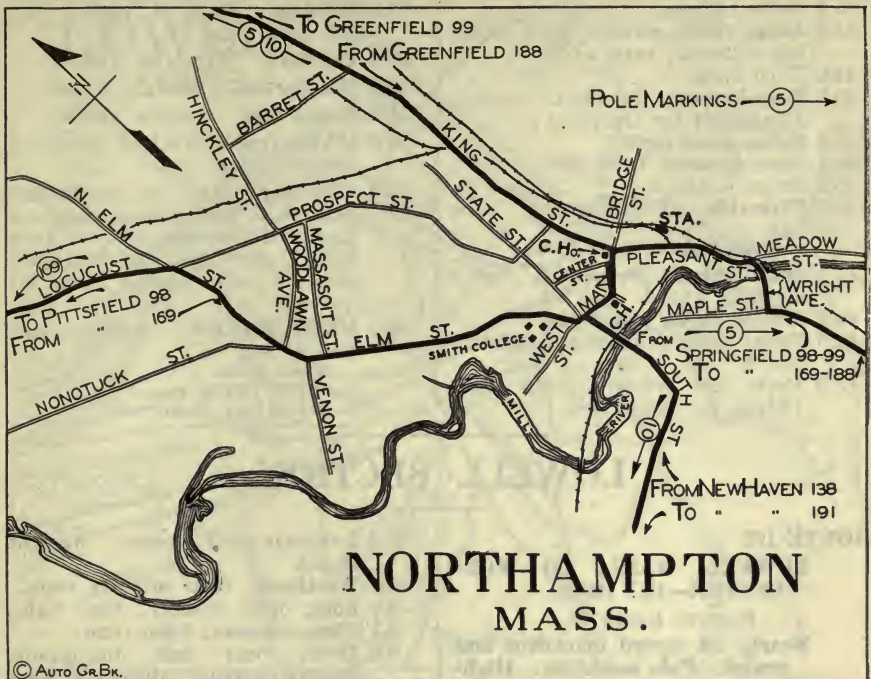 To GREENFIELD 99
5 10
FROM GREENFIELD 188
N
POLE MARKINGS 5
BARRET ST.
HINCKLEY ST.
KING ST.
BRIDGE ST.
N. ELM ST.
PROSPECT ST.
STATE ST.
STA.
C.HO.
CENTER ST.
PLEASANT ST.
MEADOW ST.
WOODLAWN AVE.
MASSASOIT ST.
109
LOCUCUST
MAIN
C.H.
WRIGHT AVE.
MAPLE ST.
TO PITTSFIELD 98
FROM " 169
ELM ST.
SMITH COLLEGE
WEST ST.
5
FROM SPRINGFIELD 98-99
TO " 169-188
NONOTUCK ST.
VENON ST.
MILL RIVER
SOUTH ST
10
FROM NEW HAVEN 138
TO " " 191
NORTHAMPTON
MASS.
© AUTO GR.BK.